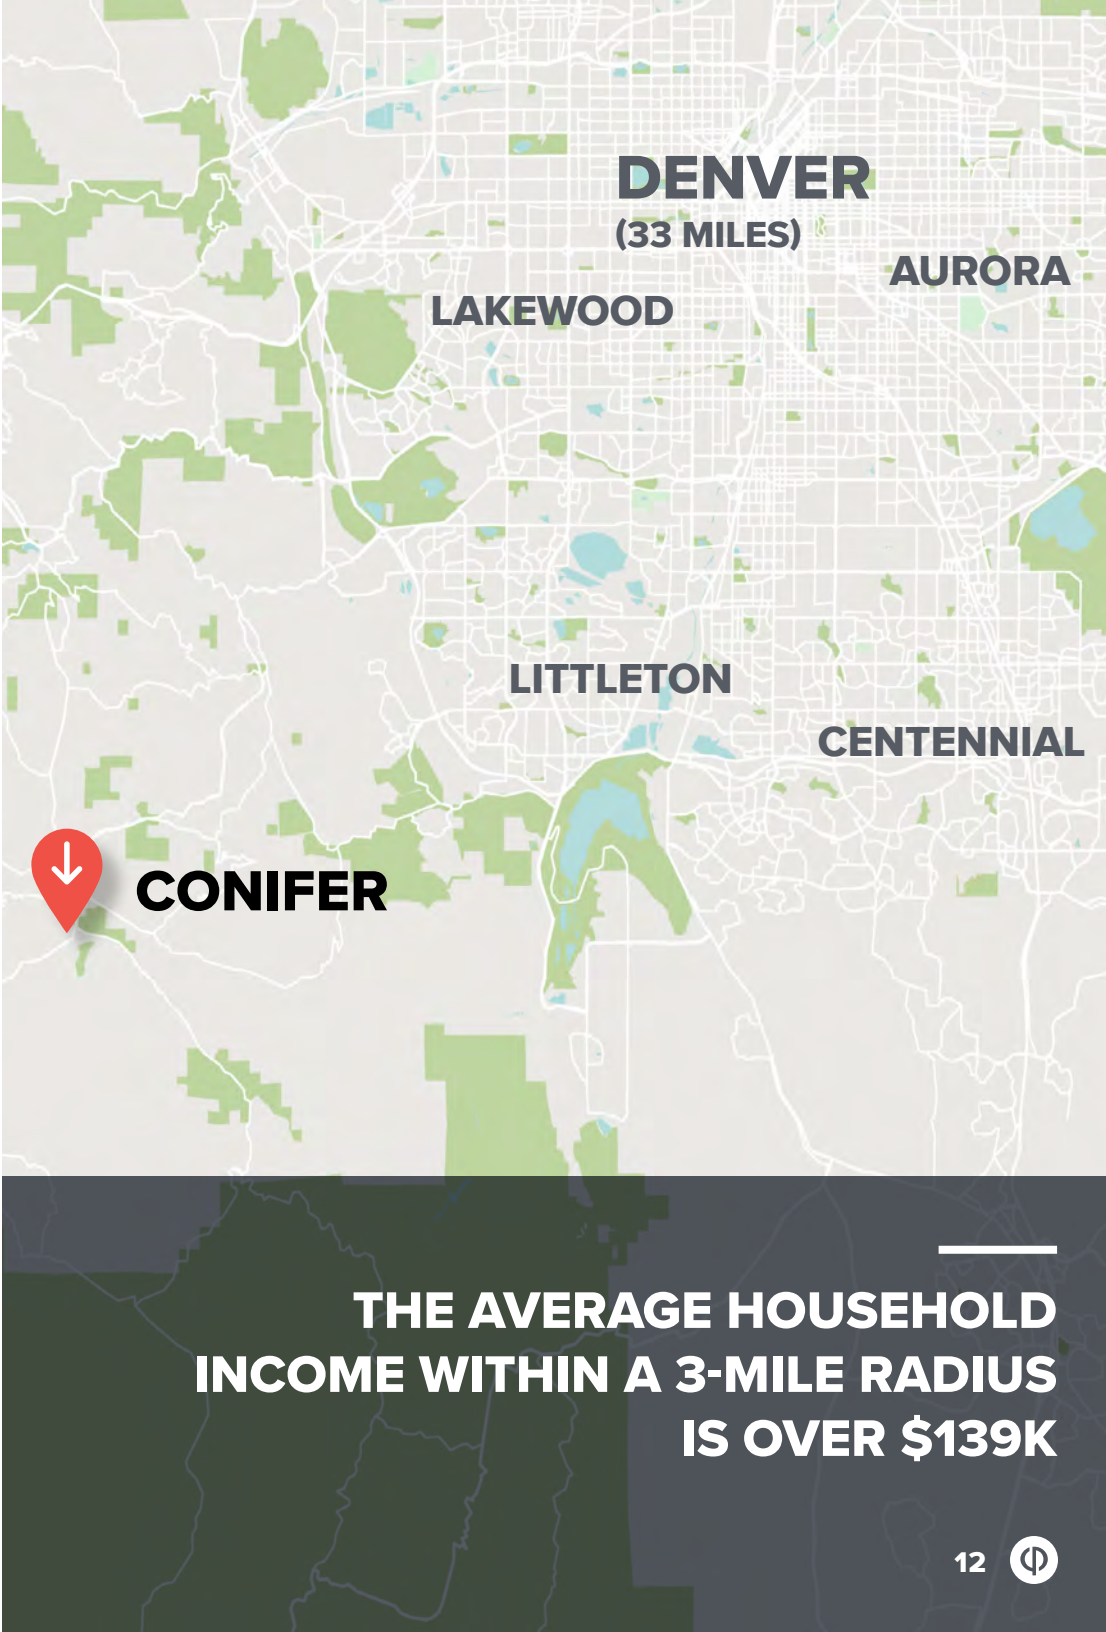 DENVER
(33 MILES)
AURORA
LAKEWOOD
LITTLETON
CENTENNIAL
CONIFER
THE AVERAGE HOUSEHOLD
INCOME WITHIN A 3-MILE RADIUS
IS OVER $139K
12